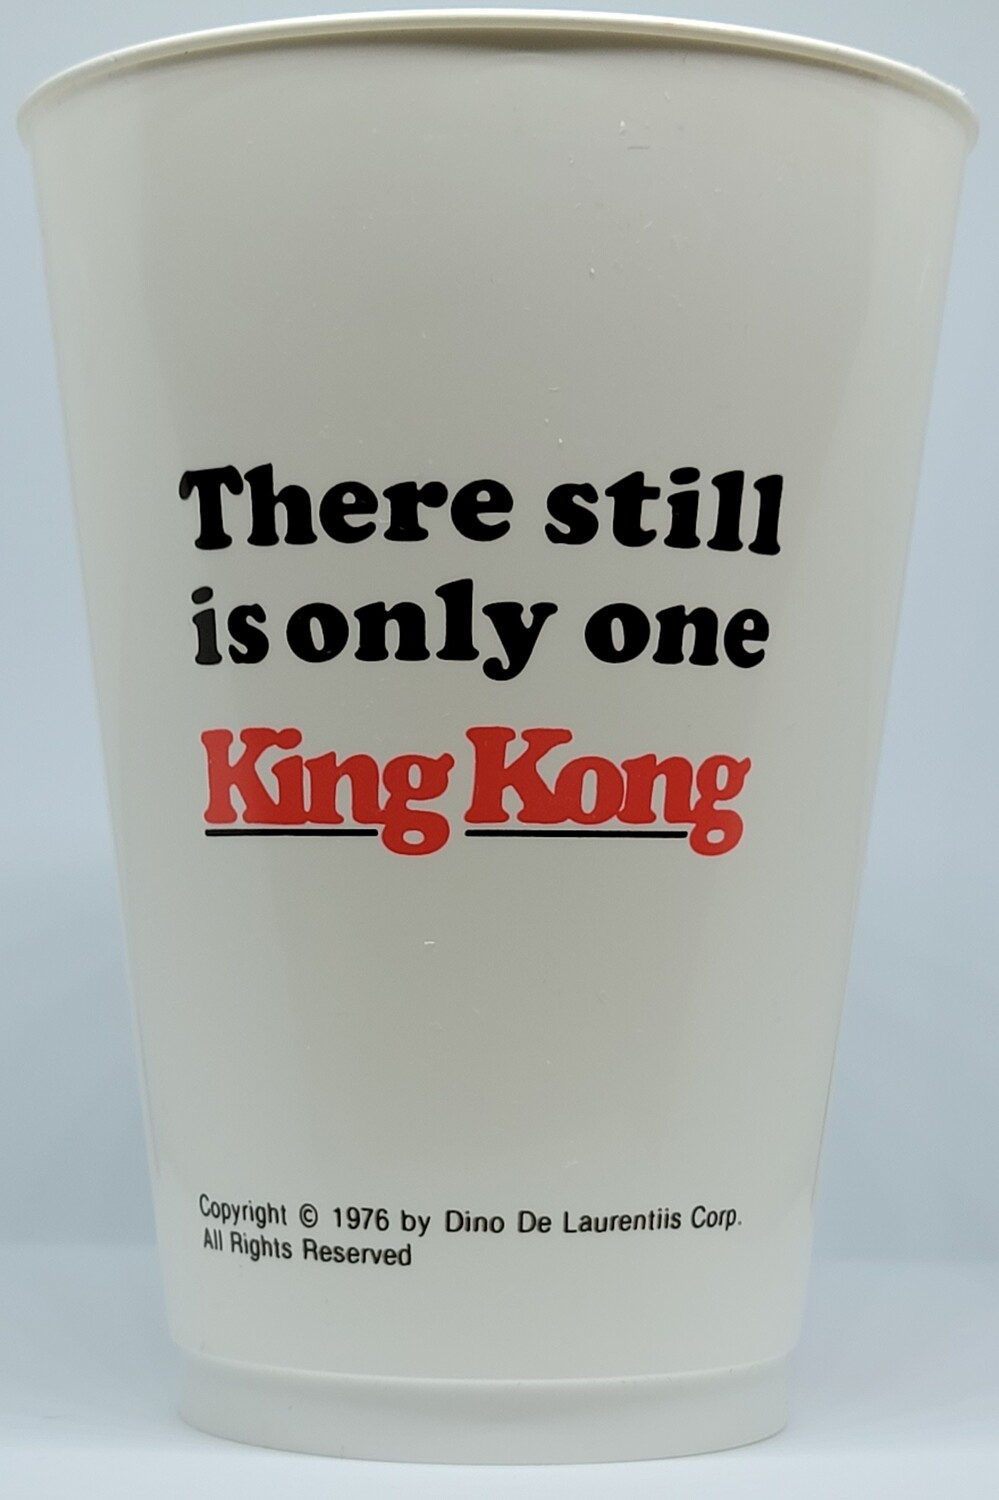 There still
is only one
King Kong
Copyright © 1976 by Dino De Laurentiis Corp.
All Rights Reserved